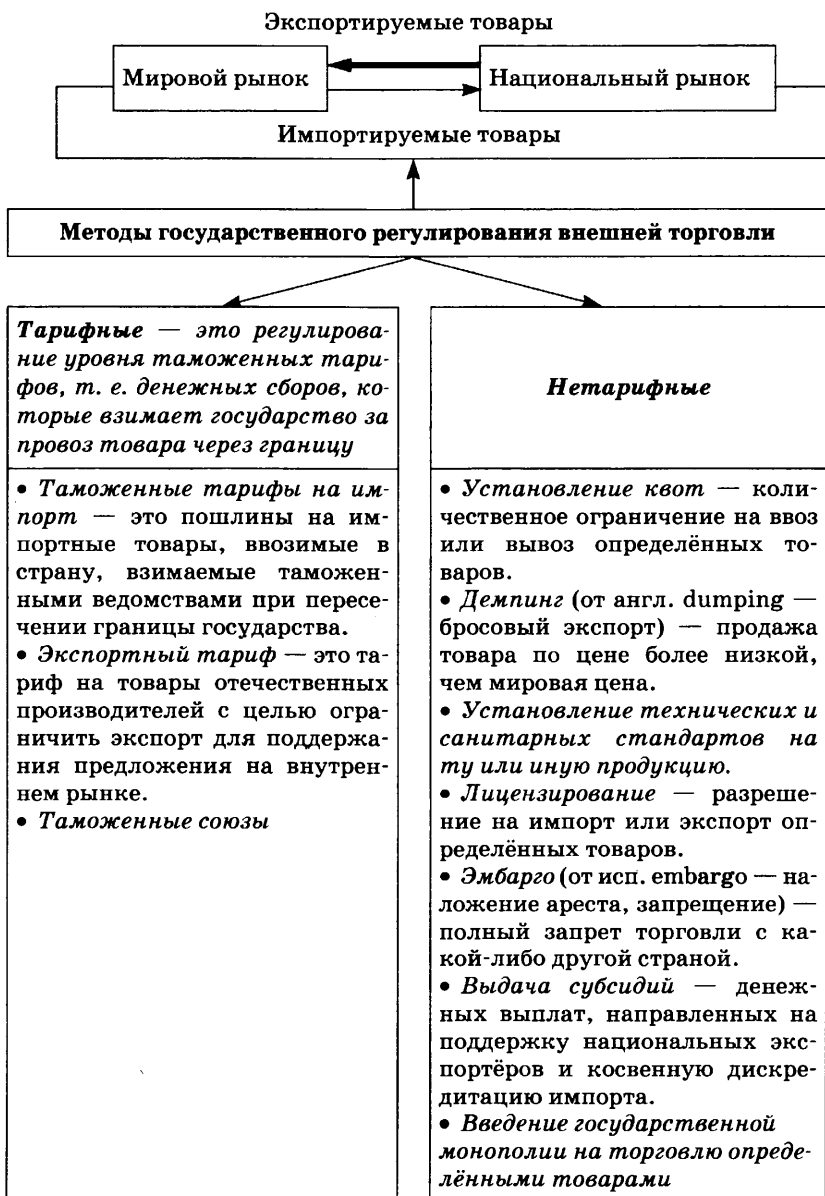 Экспортируемые товары
Мировой рынок
Национальный рынок
Импортируемые товары
Методы государственного регулирования внешней торговли
Тарифные — это регулирова-
ние уровня таможенных тари-
фов, т. е. денежных сборов, ко-
торые взимает государство за
провоз товара через границу
Нетарифные
• Таможенные тарифы на им-
порт — это пошлины на им-
портные товары, ввозимые в
страну, взимаемые таможен-
ными ведомствами при пересе-
чении границы государства.
• Экспортный тариф — это та-
риф на товары отечественных
производителей с целью огра-
ничить экспорт для поддержа-
ния предложения на внутрен-
нем рынке.
• Таможенные союзы
• Установление квот — коли-
чественное ограничение на ввоз
или вывоз определённых то-
варов.
• Демпинг (от англ. dumping —
бросовый экспорт) — продажа
товара по цене более низкой,
чем мировая цена.
• Установление технических и
санитарных стандартов на
ту или иную продукцию.
• Лицензирование — разреше-
ние на импорт или экспорт оп-
ределённых товаров.
• Эмбарго (от исп. embargo — на-
ложение ареста, запрещение) —
полный запрет торговли с ка-
кой-либо другой страной.
• Выдача субсидий — денеж-
ных выплат, направленных на
поддержку национальных экс-
портёров и косвенную дискре-
дитацию импорта.
• Введение государственной
монополии на торговлю опреде-
лёнными товарами